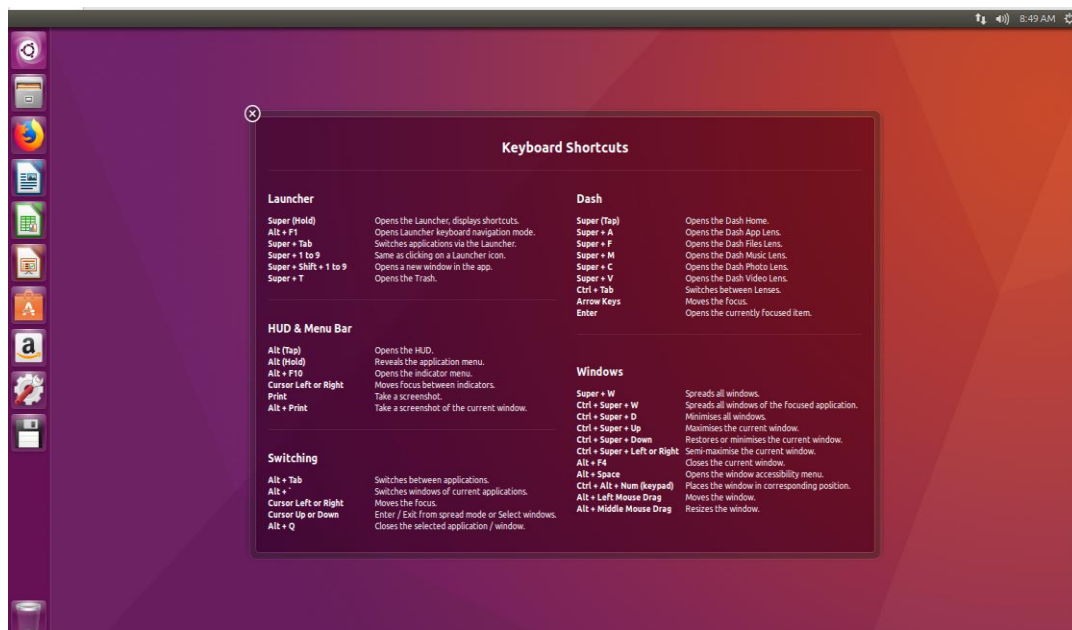 8:49 AM
Keyboard Shortcuts
Launcher
Super (Hold) Opens the Launcher, displays shortcuts.
Alt + F1 Opens Launcher keyboard navigation mode.
Super + Tab Switches applications via the Launcher.
Super + 1 to 9 Same as clicking on a Launcher icon.
Super + Shift + 1 to 9 Opens a new window in the app.
Super + T Opens the Trash.
HUD & Menu Bar
Alt (Tap) Opens the HUD.
Alt (Hold) Reveals the application menu.
Alt + F10 Opens the indicator menu.
Cursor Left or Right Moves focus between indicators.
Print Take a screenshot.
Alt + Print Take a screenshot of the current window.
Switching
Alt + Tab Switches between applications.
Alt + ` Switches windows of current applications.
Cursor Left or Right Moves the focus.
Cursor Up or Down Enter / Exit from spread mode or Select windows.
Alt + Q Closes the selected application / window.
Dash
Super (Tap) Opens the Dash Home.
Super + A Opens the Dash App Lens.
Super + F Opens the Dash Files Lens.
Super + M Opens the Dash Music Lens.
Super + C Opens the Dash Photo Lens.
Super + V Opens the Dash Video Lens.
Ctrl + Tab Switches between Lenses.
Arrow Keys Moves the focus.
Enter Opens the currently focused item.
Windows
Super + W Spreads all windows.
Ctrl + Super + W Spreads all windows of the focused application.
Ctrl + Super + D Minimises all windows.
Ctrl + Super + Up Maximises the current window.
Ctrl + Super + Down Restores or minimises the current window.
Ctrl + Super + Left or Right Semi-maximise the current window.
Alt + F4 Closes the current window.
Alt + Space Opens the window accessibility menu.
Ctrl + Alt + Num (keypad) Places the window in corresponding position.
Alt + Left Mouse Drag Moves the window.
Alt + Middle Mouse Drag Resizes the window.
A
a